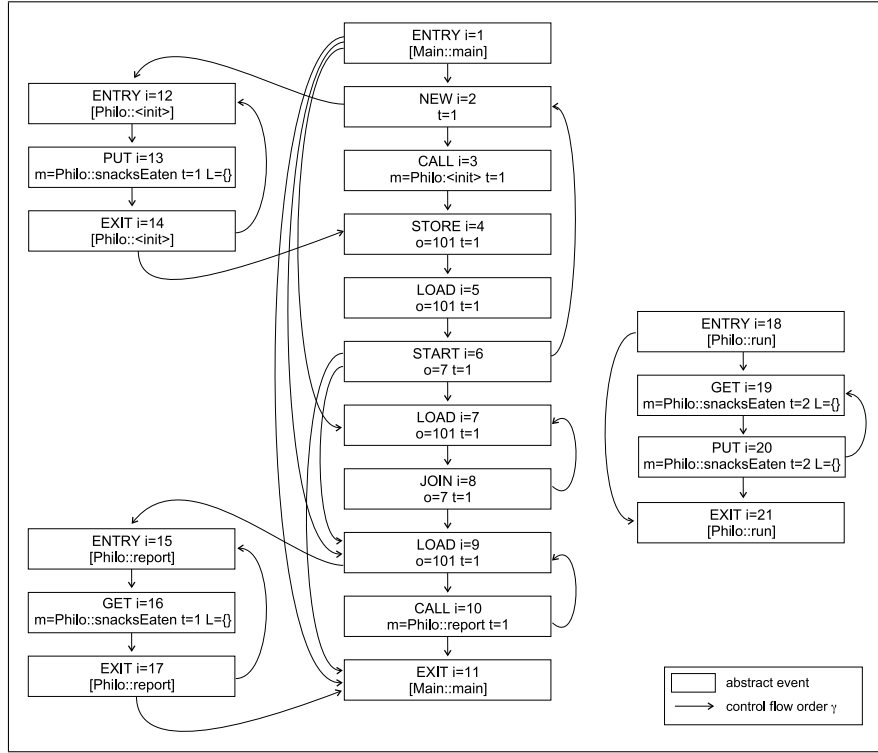 ENTRY i=1
[Main::main]
NEW i=2
t=1
CALL i=3
m=Philo:<init> t=1
STORE i=4
o=101 t=1
LOAD i=5
o=101 t=1
START i=6
o=7 t=1
LOAD i=7
o=101 t=1
JOIN i=8
o=7 t=1
LOAD i=9
o=101 t=1
CALL i=10
m=Philo::report t=1
EXIT i=11
[Main::main]
ENTRY i=12
[Philo::<init>]
PUT i=13
m=Philo::snacksEaten t=1 L={}
EXIT i=14
[Philo::<init>]
ENTRY i=15
[Philo::report]
GET i=16
m=Philo::snacksEaten t=1 L={}
EXIT i=17
[Philo::report]
ENTRY i=18
[Philo::run]
GET i=19
m=Philo::snacksEaten t=2 L={}
PUT i=20
m=Philo::snacksEaten t=2 L={}
EXIT i=21
[Philo::run]
abstract event
control flow order γ